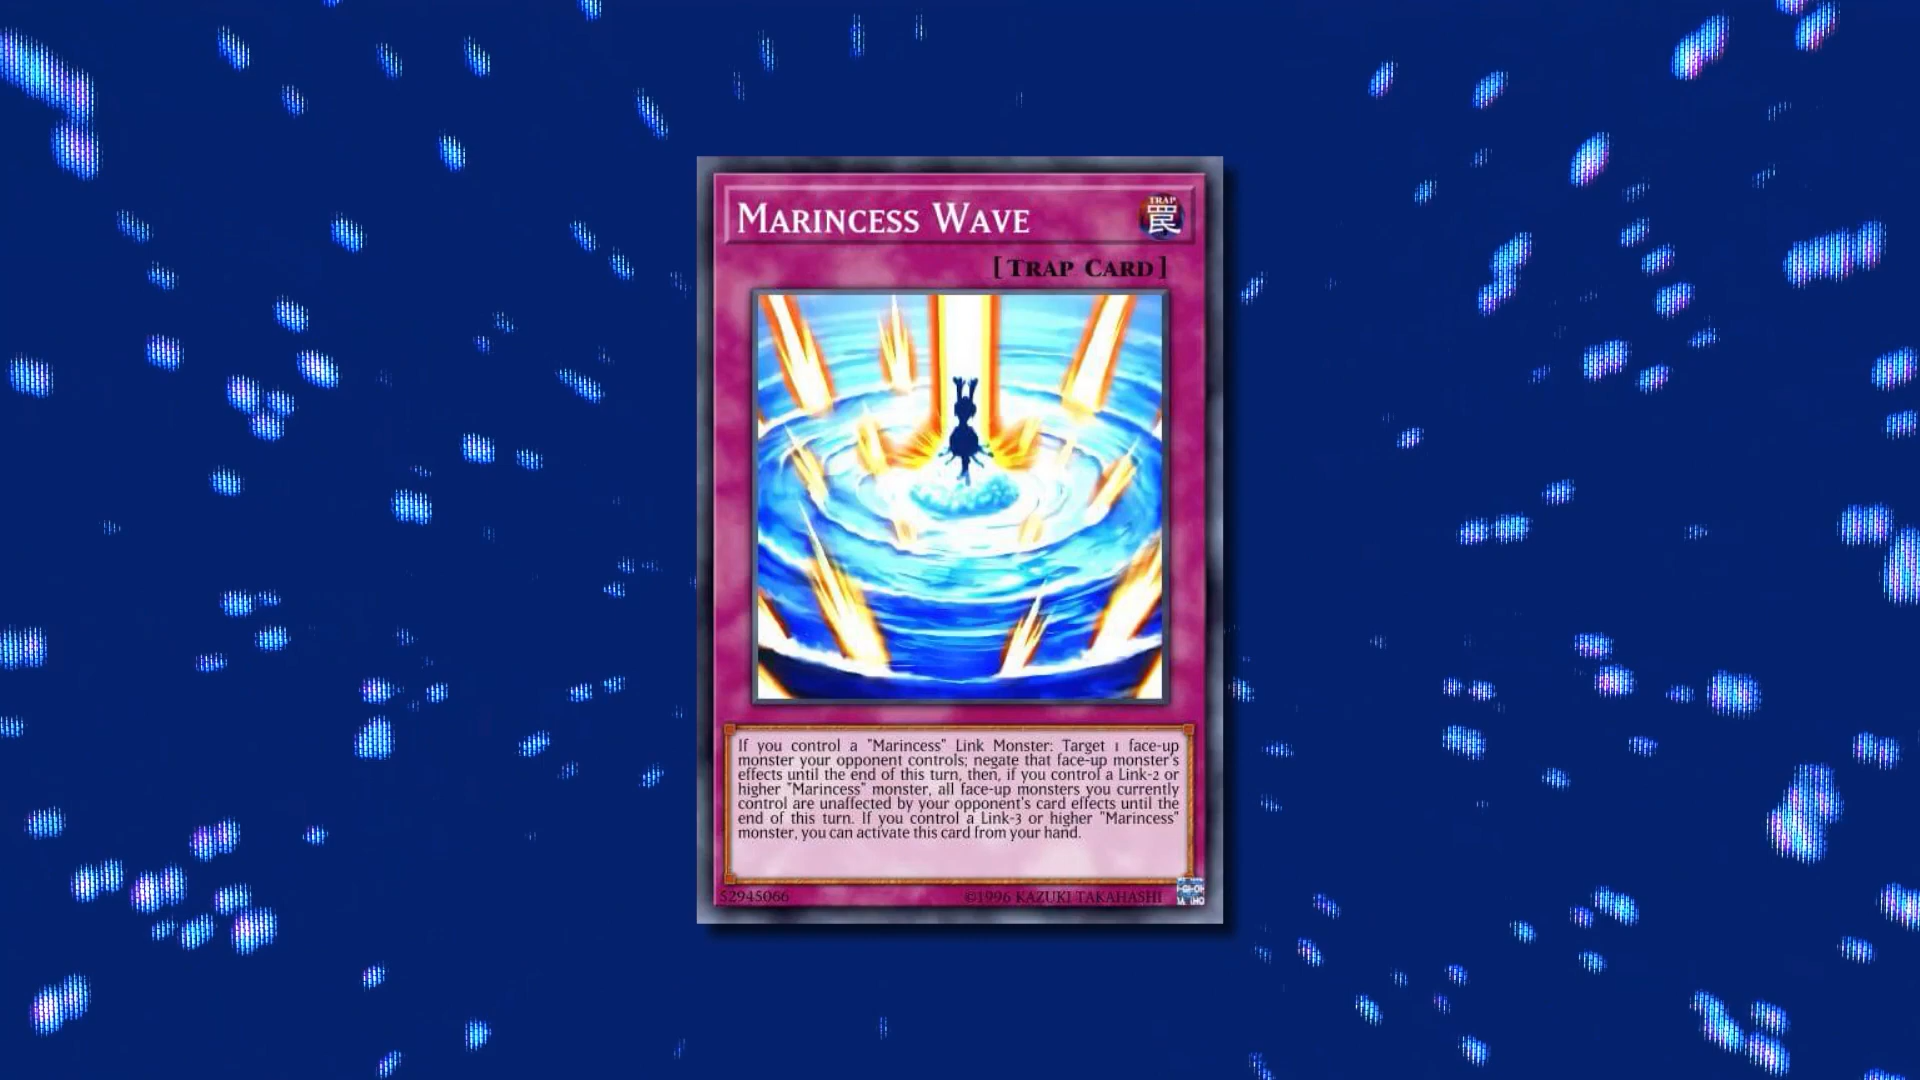 MARINCESS WAVE
TRAP
罠
[TRAP CARD]
If you control a "Marincess" Link Monster: Target 1 face-up
monster your opponent controls; negate that face-up monster's
effects until the end of this turn, then, if you control a Link-2 or
higher "Marincess" monster, all face-up monsters you currently
control are unaffected by your opponent's card effects until the
end of this turn. If you control a Link-3 or higher "Marincess"
monster, you can activate this card from your hand.
52945066
©1996 KAZUKI TAKAHASHI